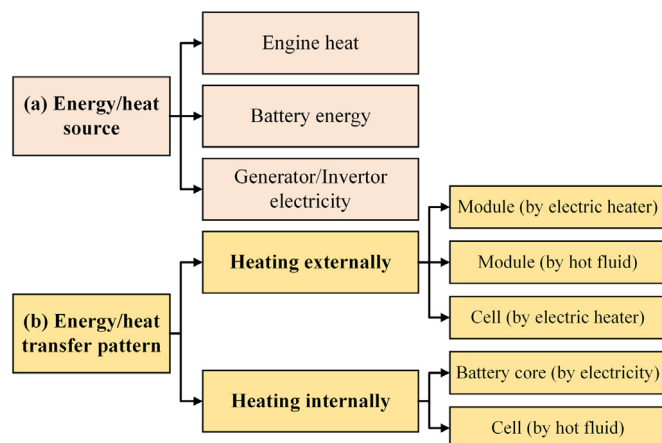 (a) Energy/heat
source
Engine heat
Battery energy
Generator/Invertor
electricity
(b) Energy/heat
transfer pattern
Heating externally
Module (by electric heater)
Module (by hot fluid)
Cell (by electric heater)
Heating internally
Battery core (by electricity)
Cell (by hot fluid)